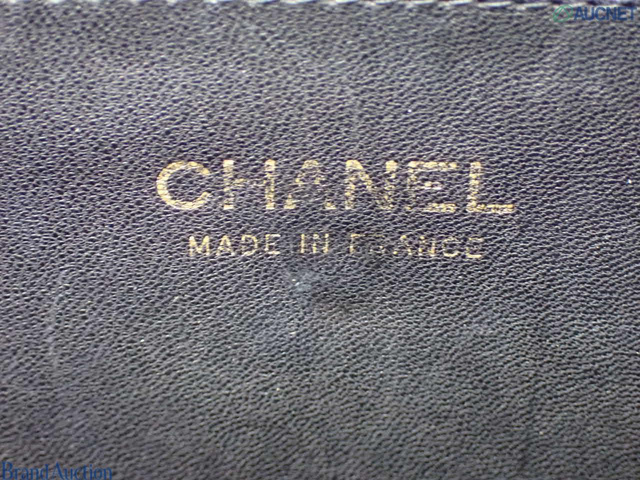 AUCNET
CHANEL
MADE IN FRANCE
Brand Auction